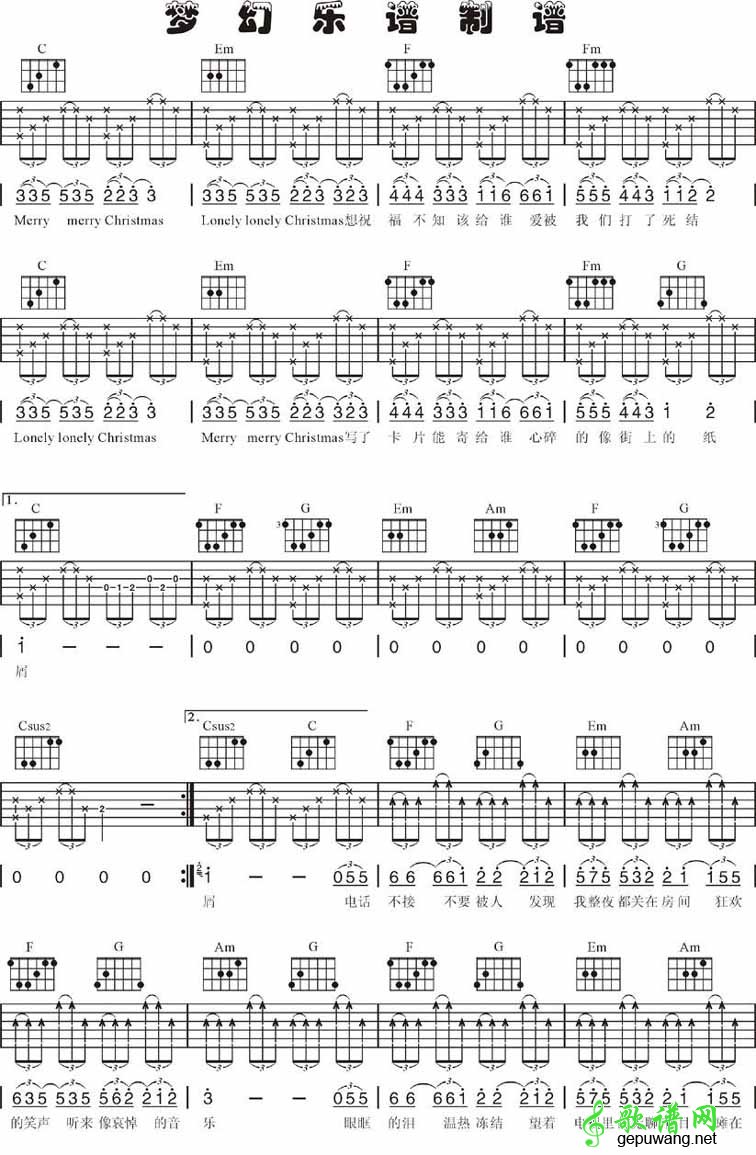 梦幻乐谱制谱
C Em F Fm
335 535 223 3 335 535 223 323 444 333 116 661 555 443 112 2
Merry merry Christmas Lonely lonely Christmas想祝 福 不知 该给谁 爱被 我们打了死结
C Em F Fm G
335 535 223 3 335 535 223 323 444 333 116 661 555 443 1 2
Lonely lonely Christmas Merry merry Christmas写了 卡片能寄给谁 心碎 的像街上的 纸
1.
C F G Em Am F G
3 3
0-1-2 0 2 0
1 — — — 0 0 0 0 0 0 0 0 0 0 0 0
屑
2.
Csus2 Csus2 C F G Em Am
2 —
0 0 0 0 1 — — 055 66 661 22 212 575 532 21 155
屑 电话 不接 不要被人 发现 我整夜都关在房间 狂欢
F G Am G F G Em Am
635 535 562 212 3 — — 055 66 661 22 212 575 532
的笑声 听来 像哀悼 的音 乐 眼眶 的泪 温热冻结 望着
歌谱网
gepuwang.net